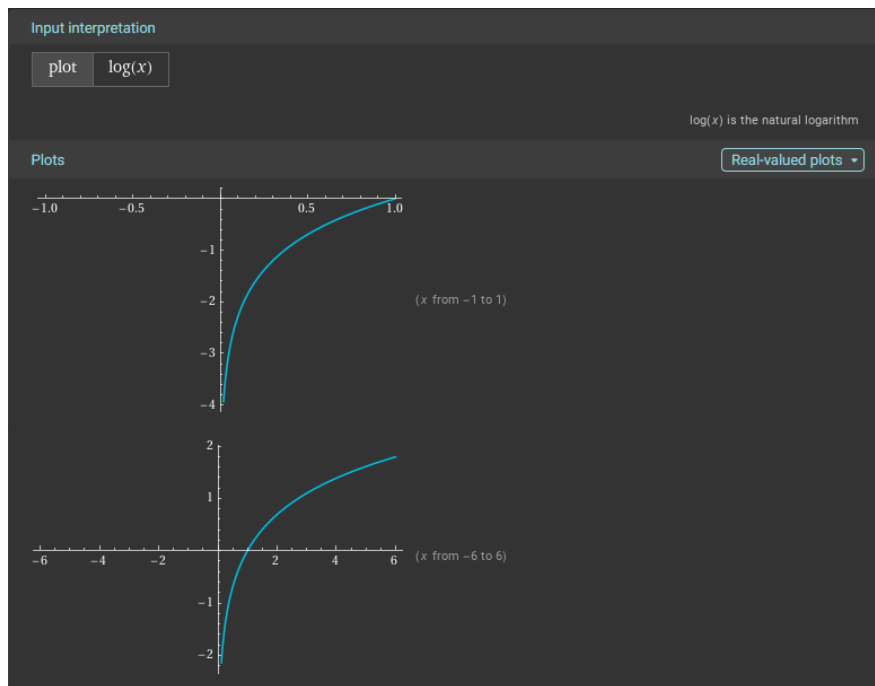 Input interpretation
plot log(x)
log(x) is the natural logarithm
Plots
Real-valued plots
−1.0 −0.5 0.5 1.0
−1
−2
(x from −1 to 1)
−3
−4
2
1
−6 −4 −2 2 4 6
(x from −6 to 6)
−1
−2